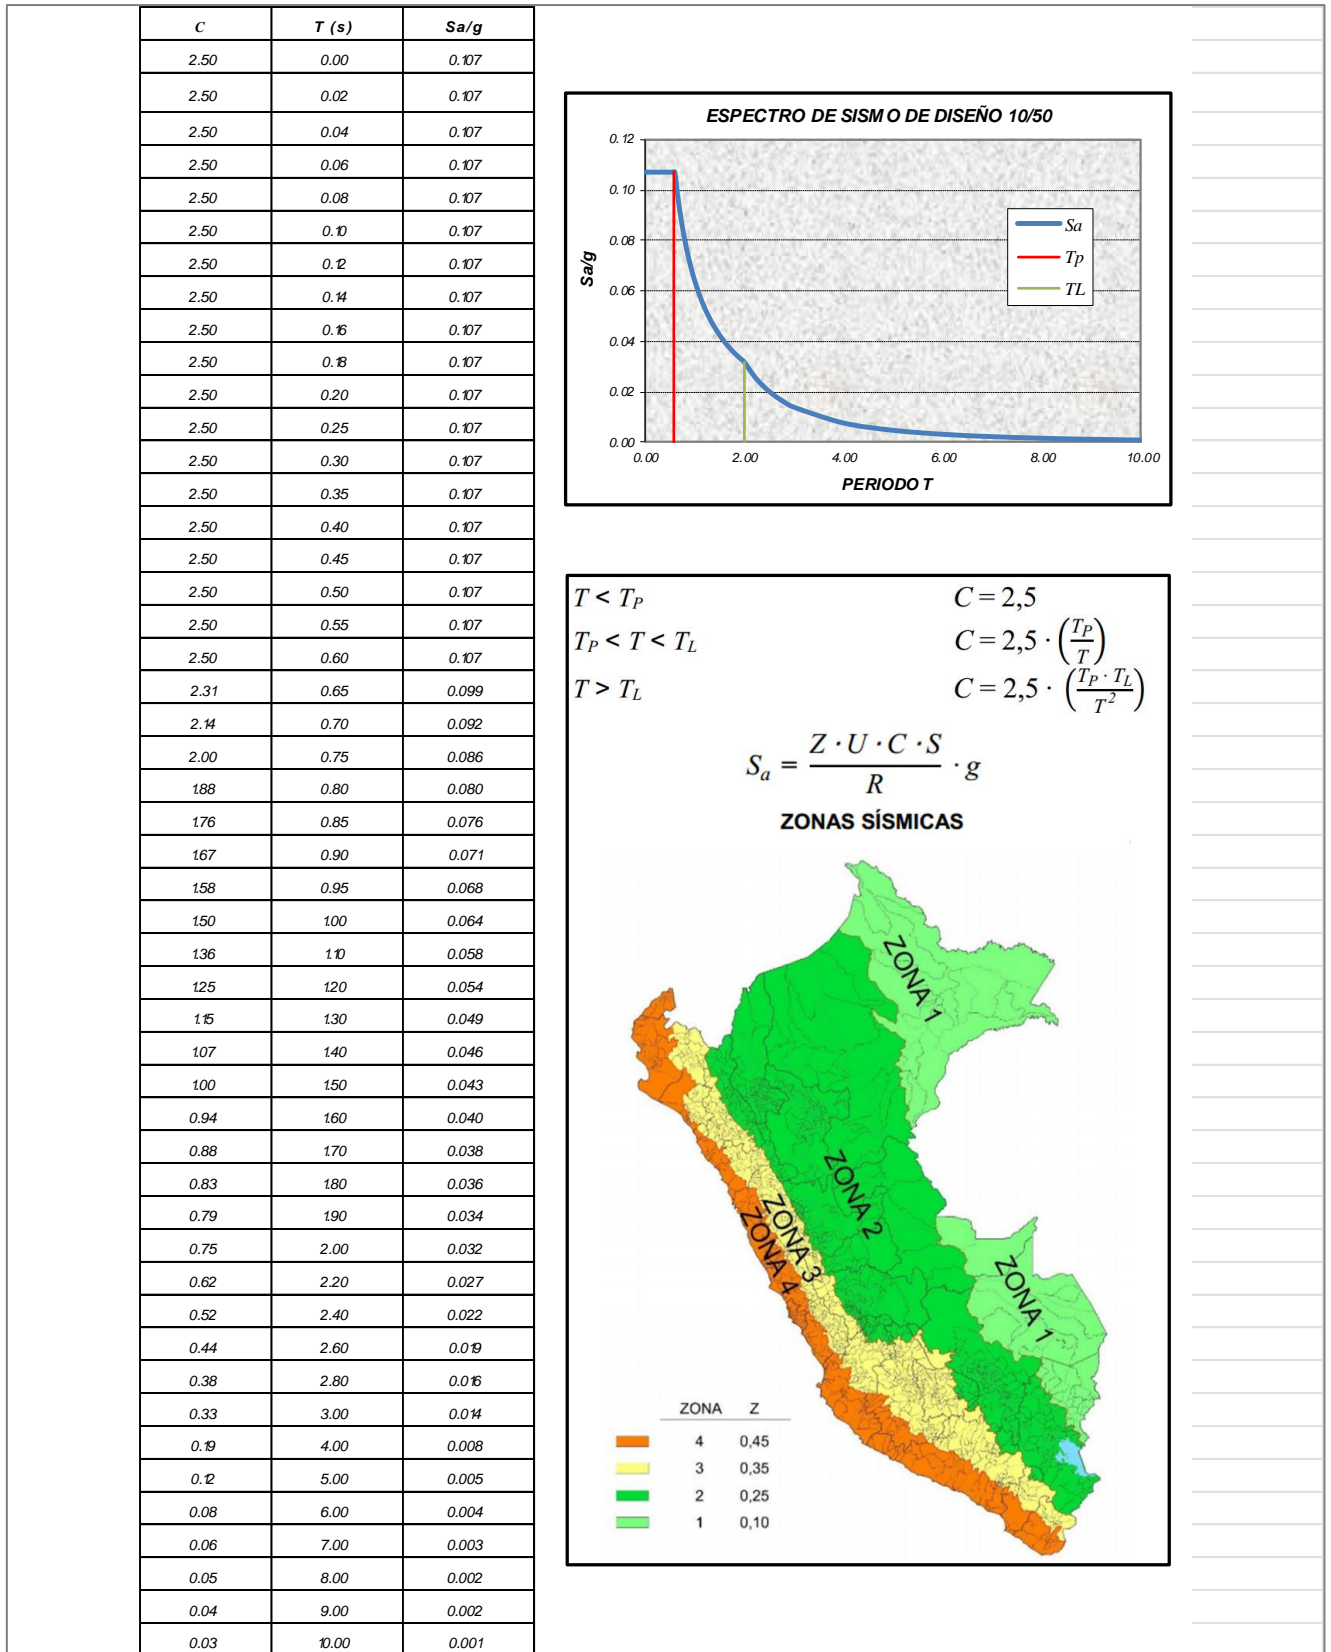 C T (s) Sa/g
2.50 0.00 0.107
2.50 0.02 0.107
2.50 0.04 0.107
2.50 0.06 0.107
2.50 0.08 0.107
2.50 0.10 0.107
2.50 0.12 0.107
2.50 0.14 0.107
2.50 0.16 0.107
2.50 0.18 0.107
2.50 0.20 0.107
2.50 0.25 0.107
2.50 0.30 0.107
2.50 0.35 0.107
2.50 0.40 0.107
2.50 0.45 0.107
2.50 0.50 0.107
2.50 0.55 0.107
2.50 0.60 0.107
2.31 0.65 0.099
2.14 0.70 0.092
2.00 0.75 0.086
1.88 0.80 0.080
1.76 0.85 0.076
1.67 0.90 0.071
1.58 0.95 0.068
1.50 1.00 0.064
1.36 1.10 0.058
1.25 1.20 0.054
1.15 1.30 0.049
1.07 1.40 0.046
1.00 1.50 0.043
0.94 1.60 0.040
0.88 1.70 0.038
0.83 1.80 0.036
0.79 1.90 0.034
0.75 2.00 0.032
0.62 2.20 0.027
0.52 2.40 0.022
0.44 2.60 0.019
0.38 2.80 0.016
0.33 3.00 0.014
0.19 4.00 0.008
0.12 5.00 0.005
0.08 6.00 0.004
0.06 7.00 0.003
0.05 8.00 0.002
0.04 9.00 0.002
0.03 10.00 0.001
ESPECTRO DE SISMO DE DISEÑO 10/50
0.12
0.10
0.08
0.06
0.04
0.02
0.00
Sa/g
Sa
Tp
TL
0.00 2.00 4.00 6.00 8.00 10.00
PERIODO T
T < T_P C = 2,5
T_P < T < T_L C = 2,5 · (T_P / T)
T > T_L C = 2,5 · (T_P · T_L / T²)
S_a = Z · U · C · S / R · g
ZONAS SÍSMICAS
ZONA 1
ZONA 2
ZONA 3
ZONA 4
ZONA 1
ZONA Z
4 0,45
3 0,35
2 0,25
1 0,10